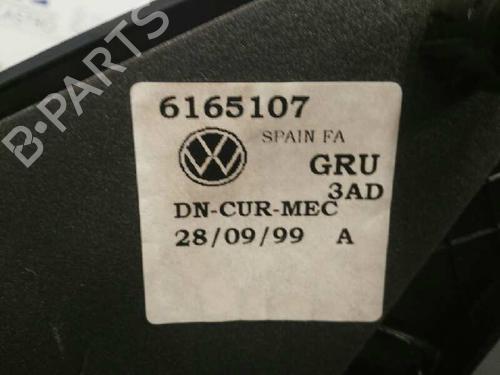 B-PARTS
6165107
SPAIN FA
GRU
3AD
DN-CUR-MEC
28/09/99 A